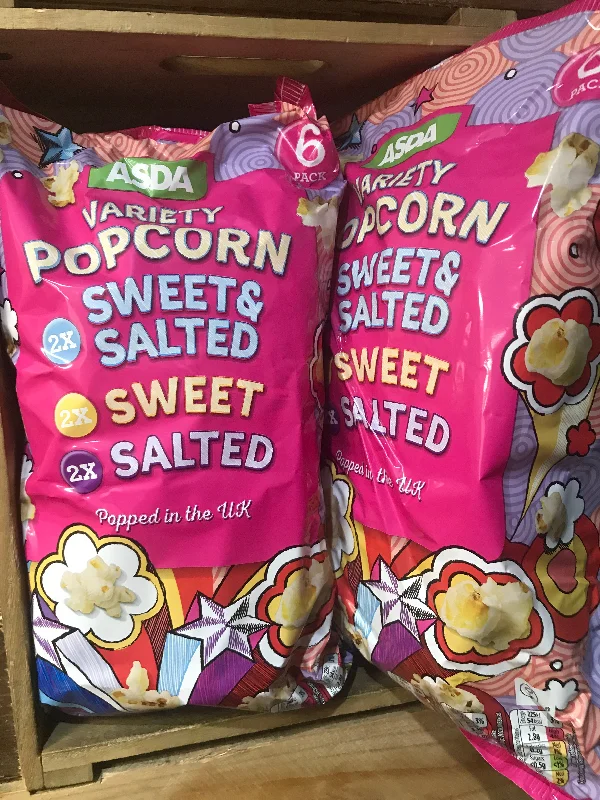 6
PACK
ASDA
VARIETY
POPCORN
2X
SWEET&
SALTED
2X SWEET
2X SALTED
Popped in the UK
PACK
ASDA
VARIETY
POPCORN
SWEET&
SALTED
SWEET
X SALTED
Popped in the UK